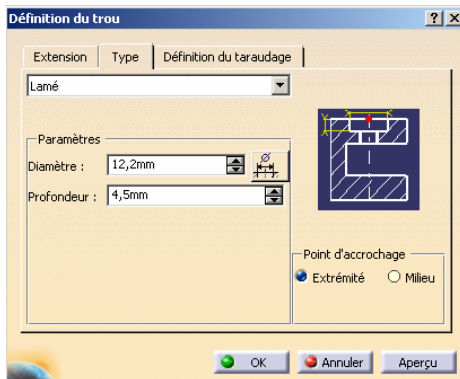 Définition du trou
Extension Type Définition du taraudage
Lamé
Paramètres
Diamètre : 12,2mm
Profondeur : 4,5mm
Point d'accrochage
Extrémité Milieu
OK Annuler Aperçu